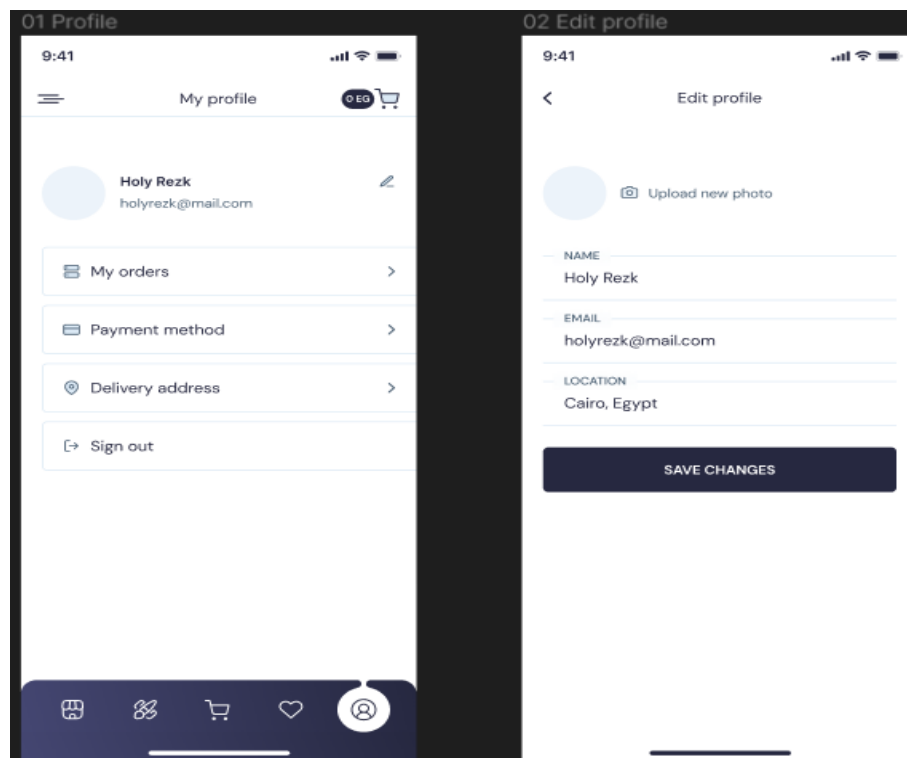 01 Profile
9:41
My profile
0 EG
Holy Rezk
holyrezk@mail.com
My orders
Payment method
Delivery address
Sign out
02 Edit profile
9:41
Edit profile
Upload new photo
NAME
Holy Rezk
EMAIL
holyrezk@mail.com
LOCATION
Cairo, Egypt
SAVE CHANGES